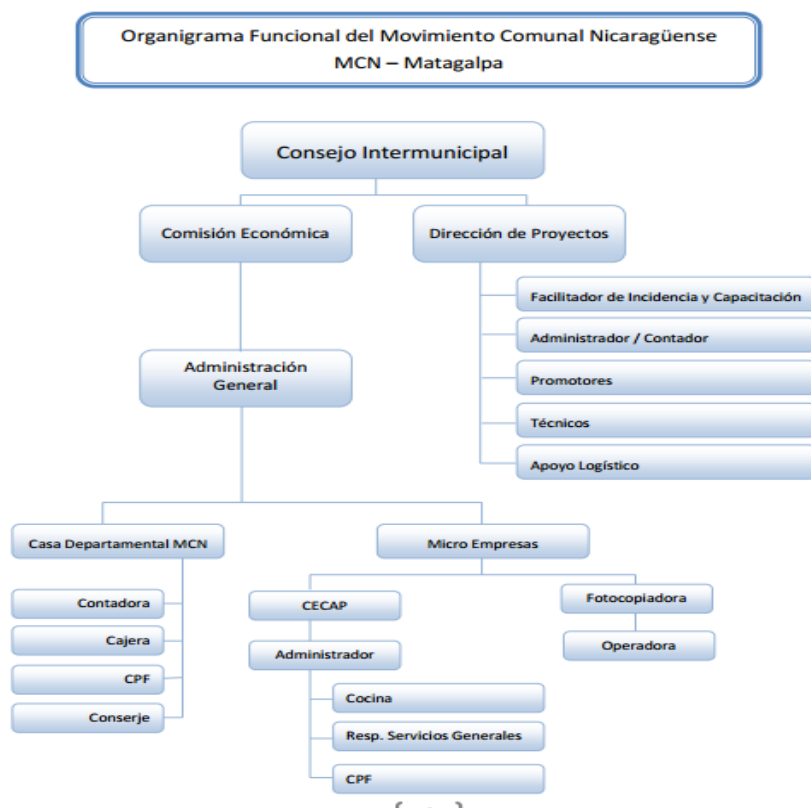 Organigrama Funcional del Movimiento Comunal Nicaragüense
MCN – Matagalpa
Consejo Intermunicipal
Comisión Económica
Dirección de Proyectos
Facilitador de Incidencia y Capacitación
Administrador / Contador
Promotores
Técnicos
Apoyo Logístico
Administración
General
Casa Departamental MCN
Contadora
Cajera
CPF
Conserje
Micro Empresas
CECAP
Administrador
Cocina
Resp. Servicios Generales
CPF
Fotocopiadora
Operadora